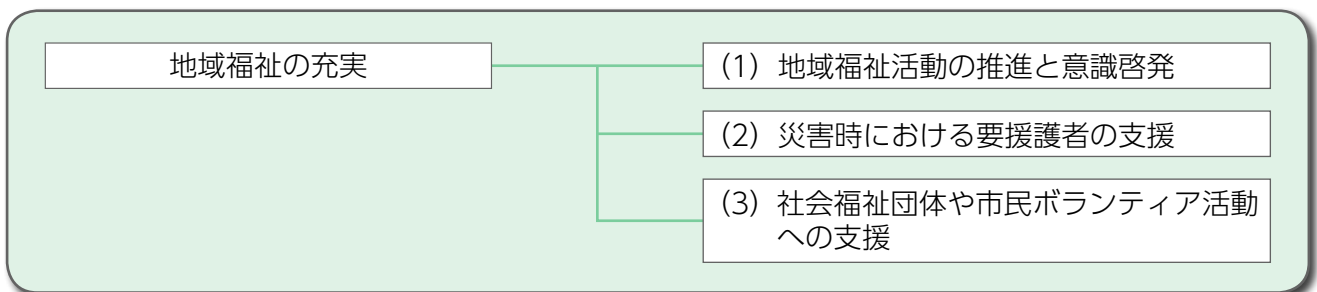 地域福祉の充実
(1) 地域福祉活動の推進と意識啓発
(2) 災害時における要援護者の支援
(3) 社会福祉団体や市民ボランティア活動
への支援